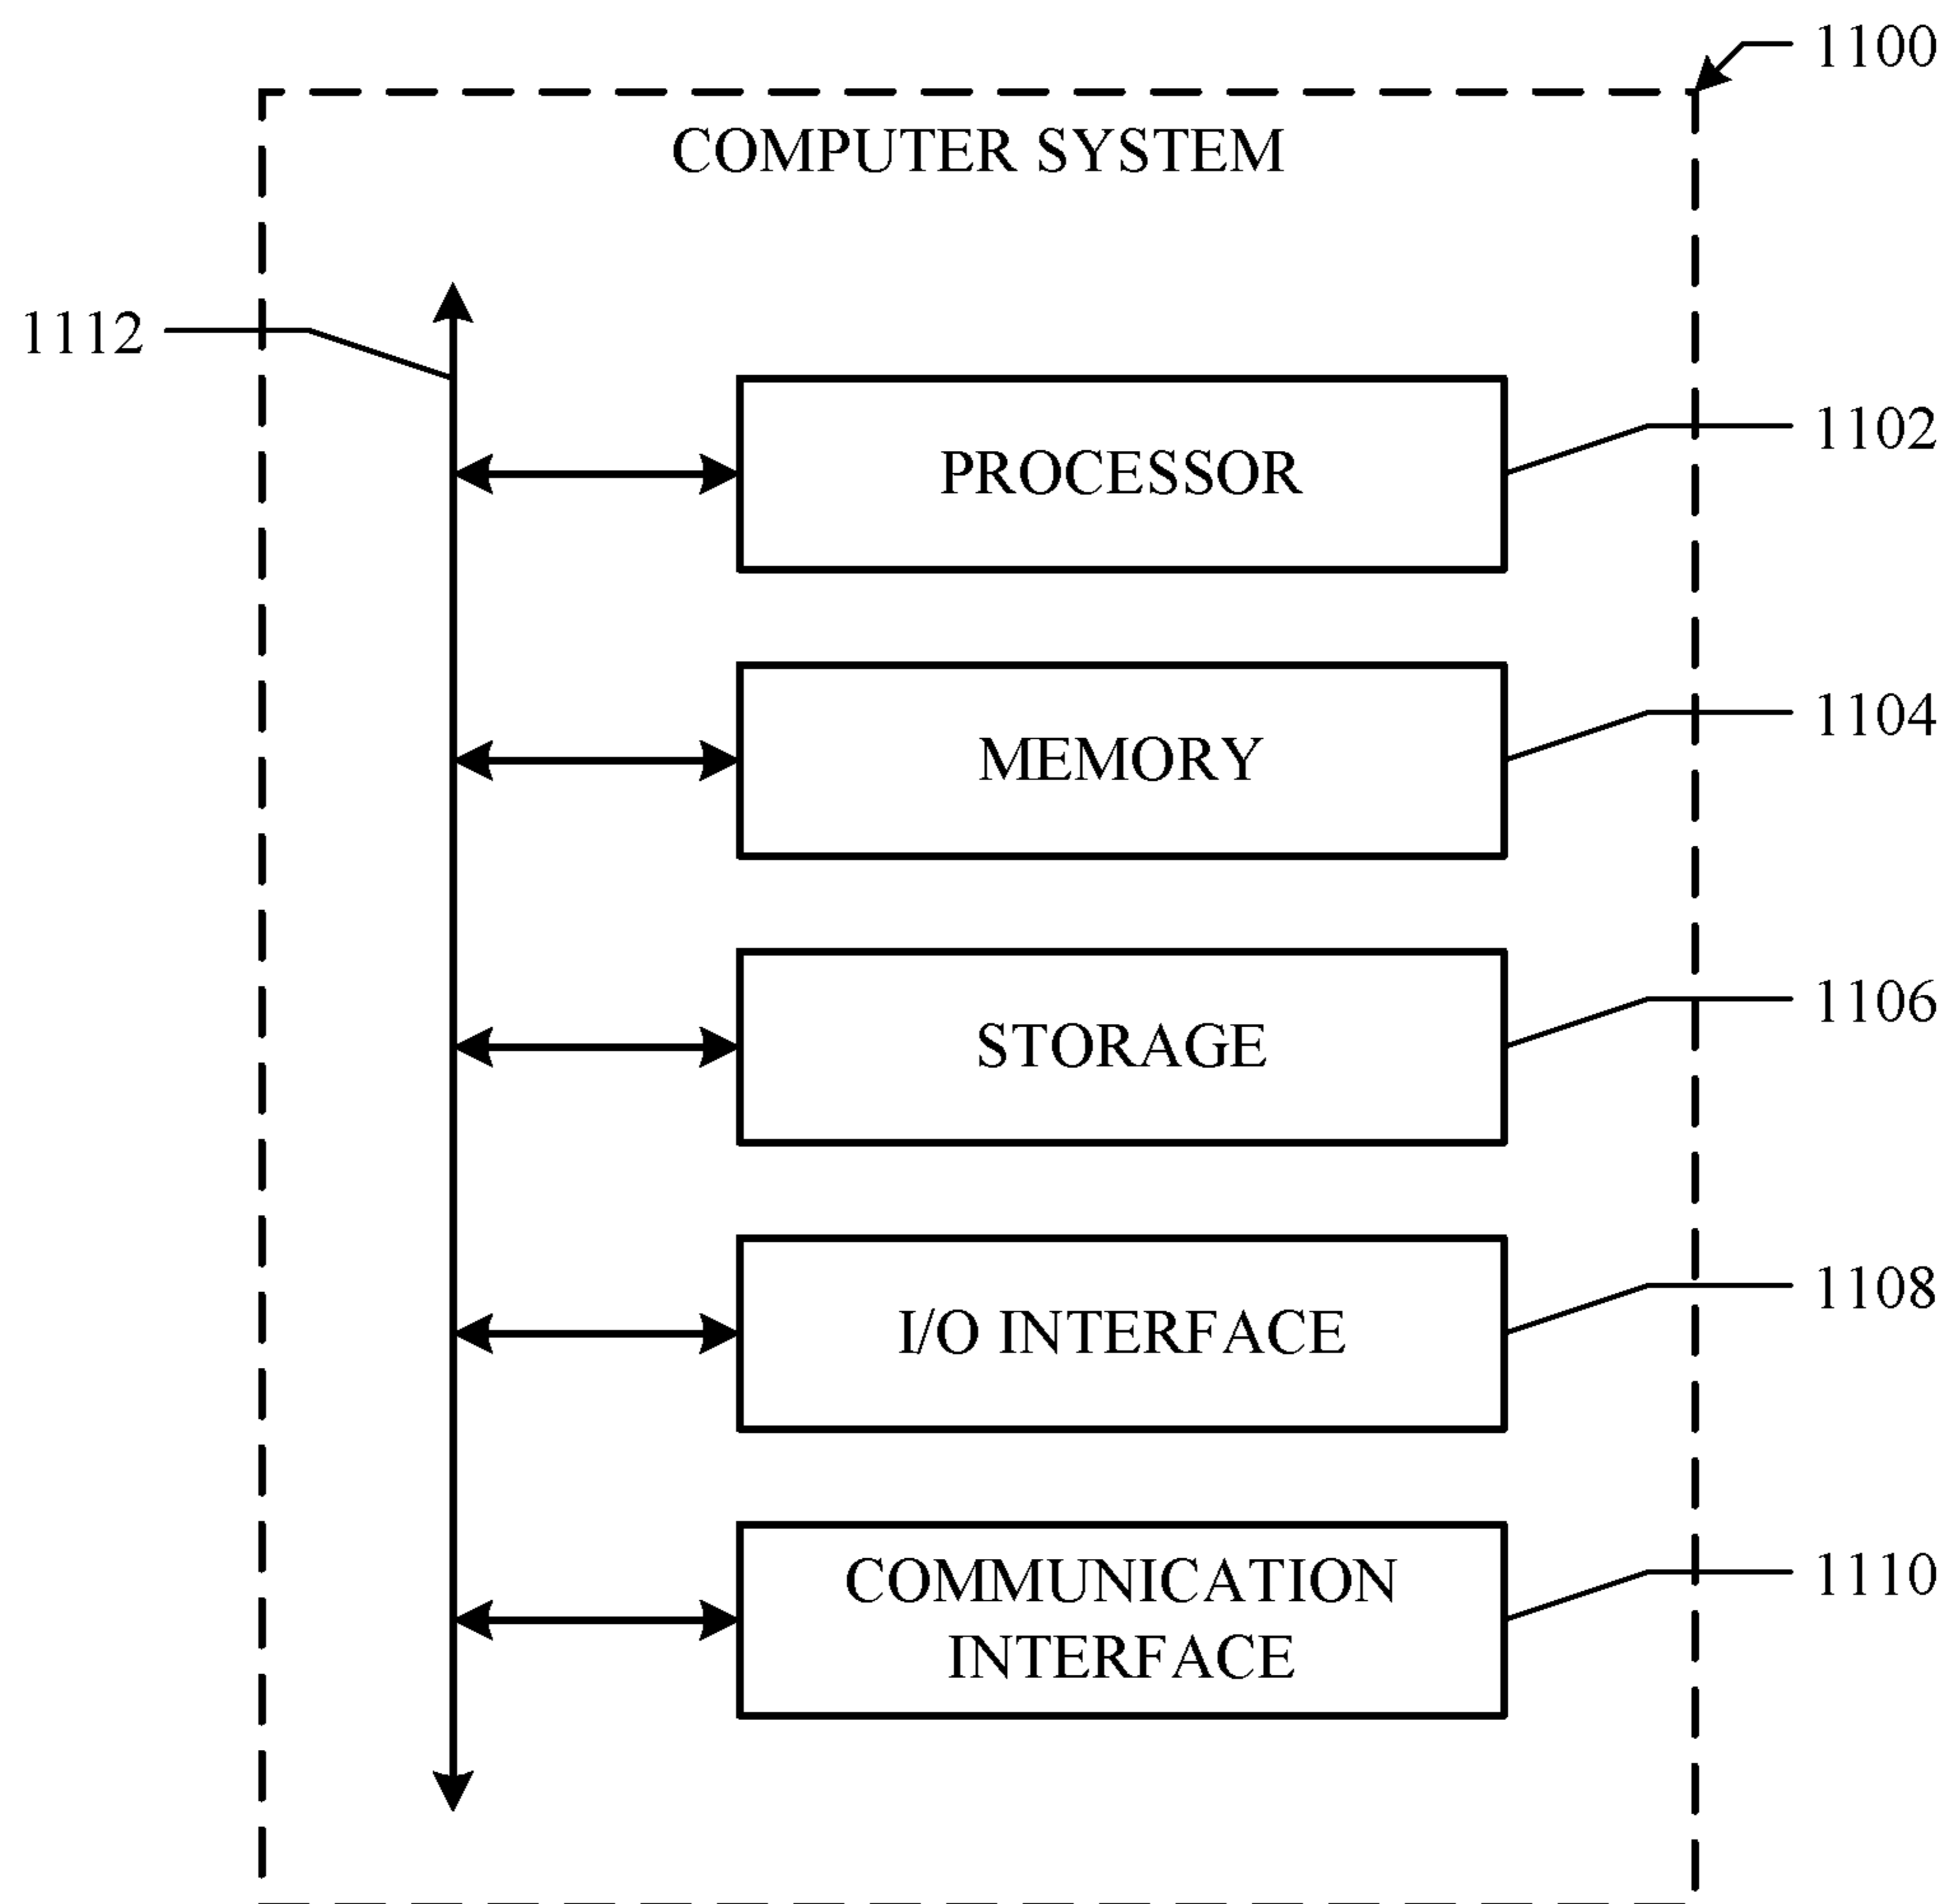 1100
COMPUTER SYSTEM
1112
PROCESSOR
1102
MEMORY
1104
STORAGE
1106
I/O INTERFACE
1108
COMMUNICATION
INTERFACE
1110